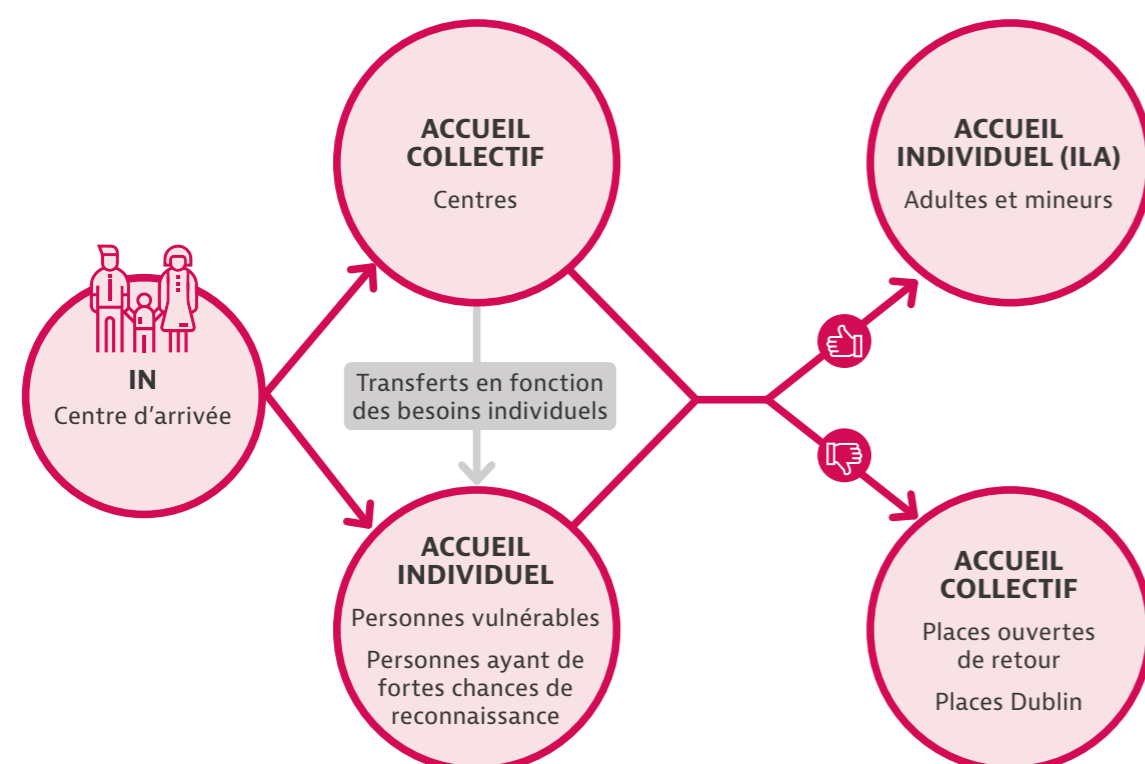 IN
Centre d'arrivée
ACCUEIL
COLLECTIF
Centres
Transferts en fonction
des besoins individuels
ACCUEIL
INDIVIDUEL
Personnes vulnérables
Personnes ayant de
fortes chances de
reconnaissance
ACCUEIL
INDIVIDUEL (ILA)
Adultes et mineurs
ACCUEIL
COLLECTIF
Places ouvertes
de retour
Places Dublin